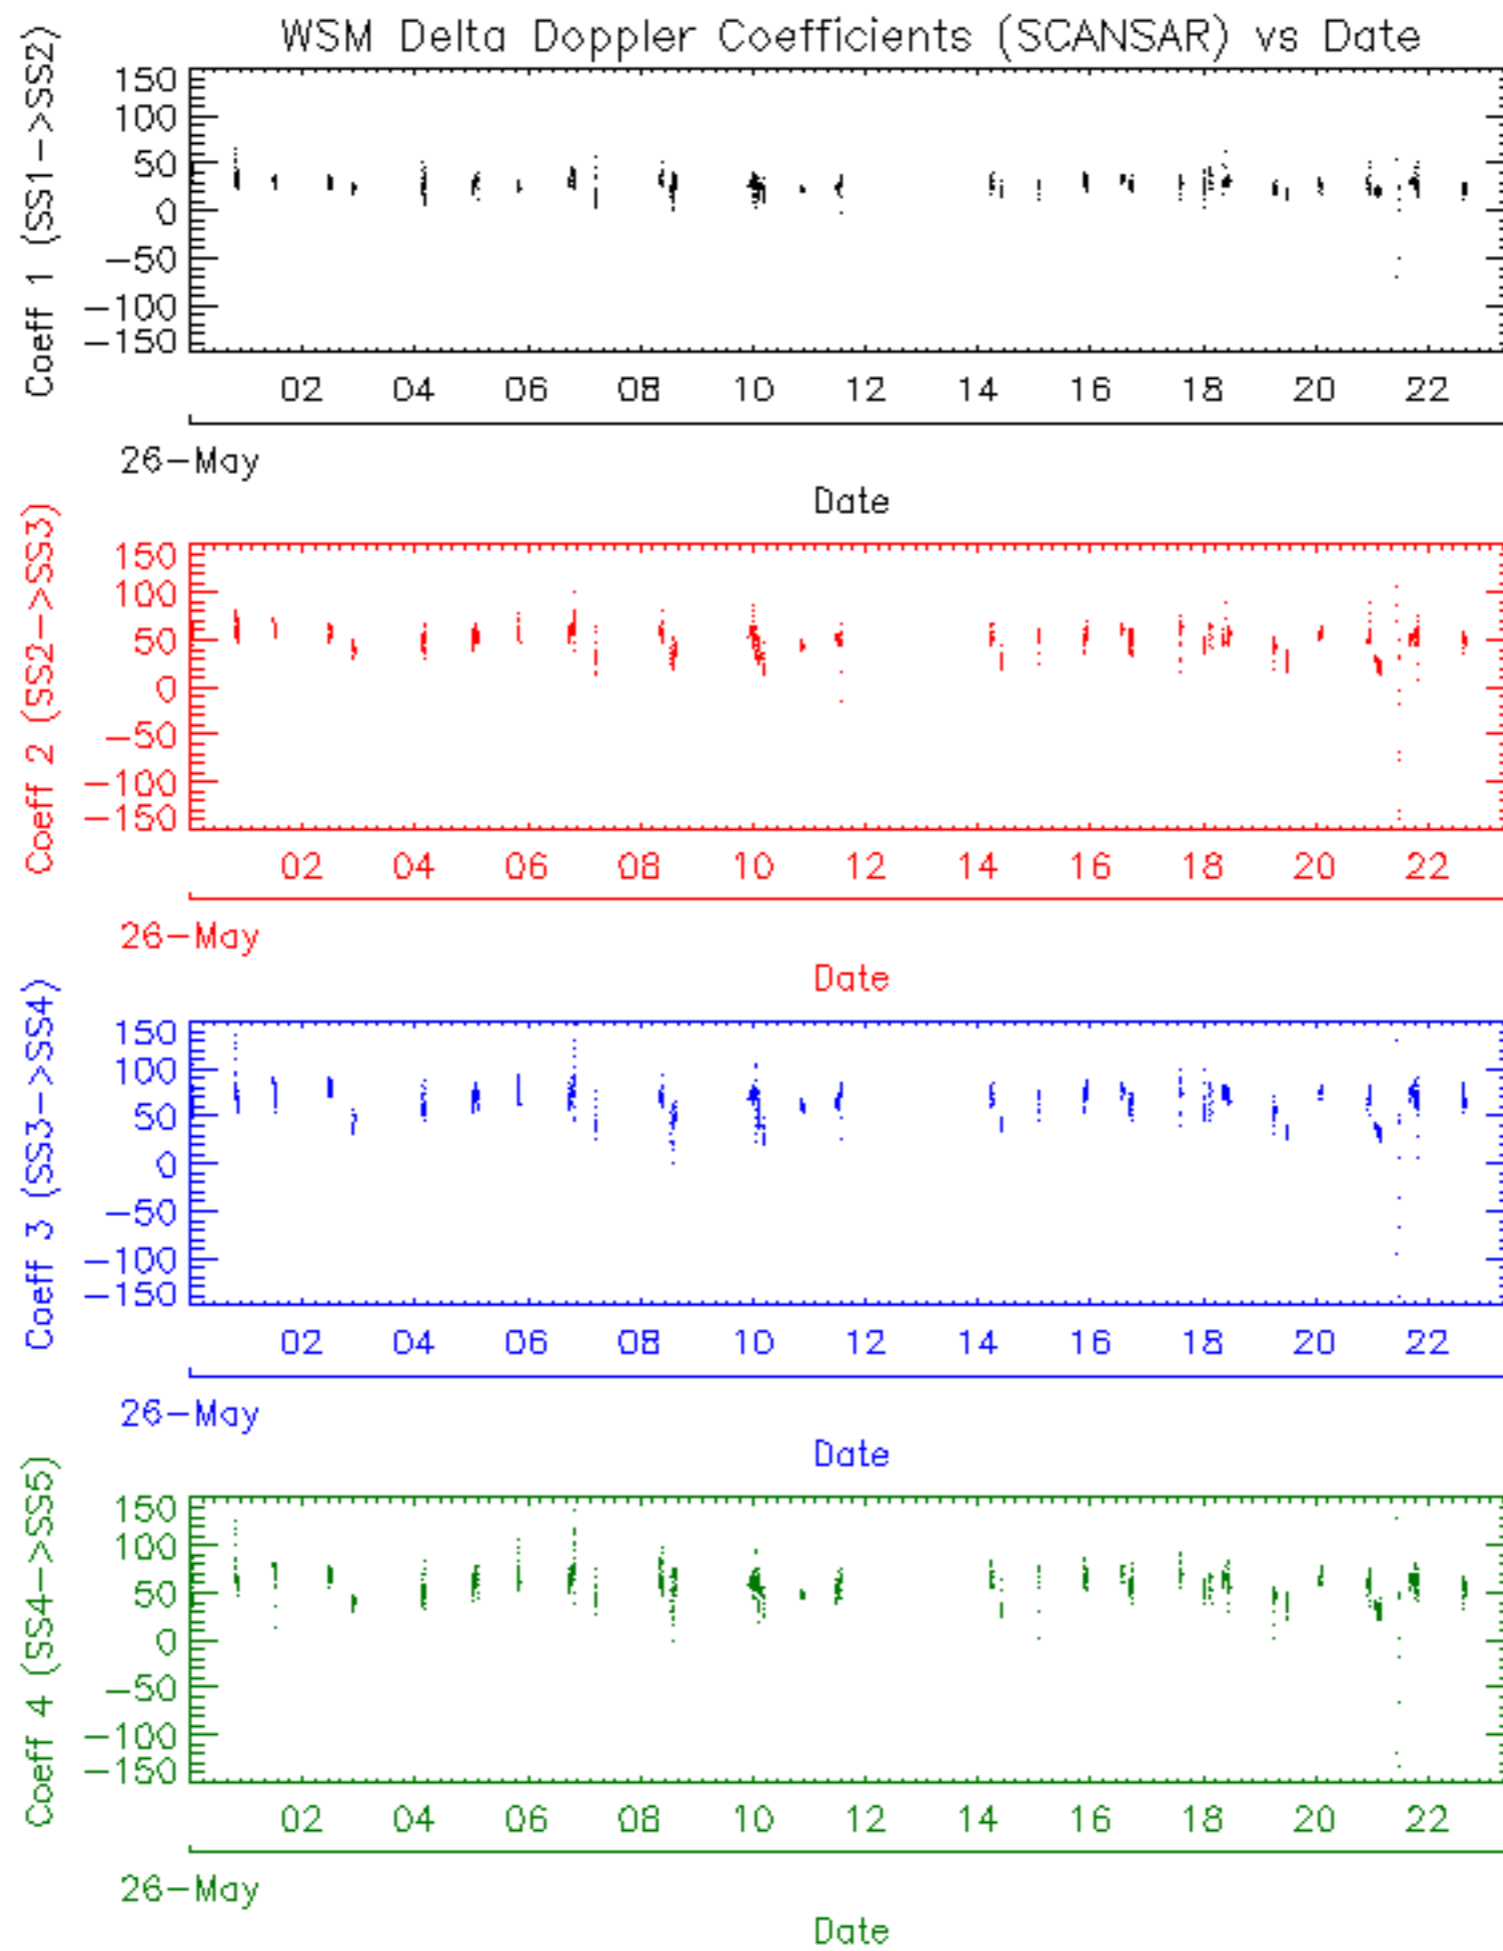 WSM Delta Doppler Coefficients (SCANSAR) vs Date
Coeff 1 (SS1->SS2)
150
100
50
0
-50
-100
-150
02 04 06 08 10 12 14 16 18 20 22
26-May
Date
Coeff 2 (SS2->SS3)
150
100
50
0
-50
-100
-150
02 04 06 08 10 12 14 16 18 20 22
26-May
Date
Coeff 3 (SS3->SS4)
150
100
50
0
-50
-100
-150
02 04 06 08 10 12 14 16 18 20 22
26-May
Date
Coeff 4 (SS4->SS5)
150
100
50
0
-50
-100
-150
02 04 06 08 10 12 14 16 18 20 22
26-May
Date